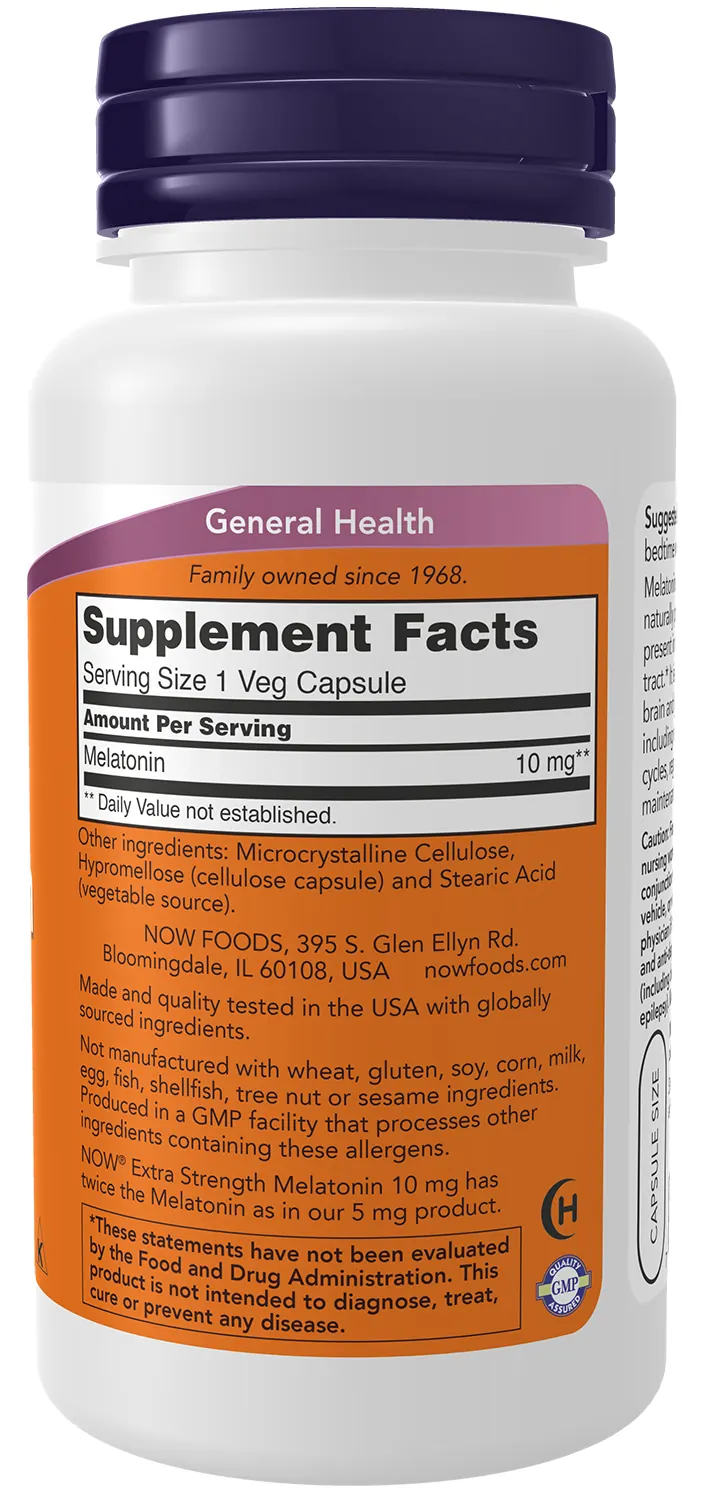 General Health
Family owned since 1968.
Supplement Facts
Serving Size 1 Veg Capsule
Amount Per Serving
Melatonin 10 mg**
** Daily Value not established.
Other ingredients: Microcrystalline Cellulose,
Hypromellose (cellulose capsule) and Stearic Acid
(vegetable source).
NOW FOODS, 395 S. Glen Ellyn Rd.
Bloomingdale, IL 60108, USA nowfoods.com
Made and quality tested in the USA with globally
sourced ingredients.
Not manufactured with wheat, gluten, soy, corn, milk,
egg, fish, shellfish, tree nut or sesame ingredients.
Produced in a GMP facility that processes other
ingredients containing these allergens.
NOW® Extra Strength Melatonin 10 mg has
twice the Melatonin as in our 5 mg product.
*These statements have not been evaluated
by the Food and Drug Administration. This
product is not intended to diagnose, treat,
cure or prevent any disease.
H
QUALITY
GMP
ASSURED
K
bedtime
naturally
present
tract.*
brain
including
cycles,
Caution:
nursing
vehicle,
physician
(including
CAPSULE SIZE